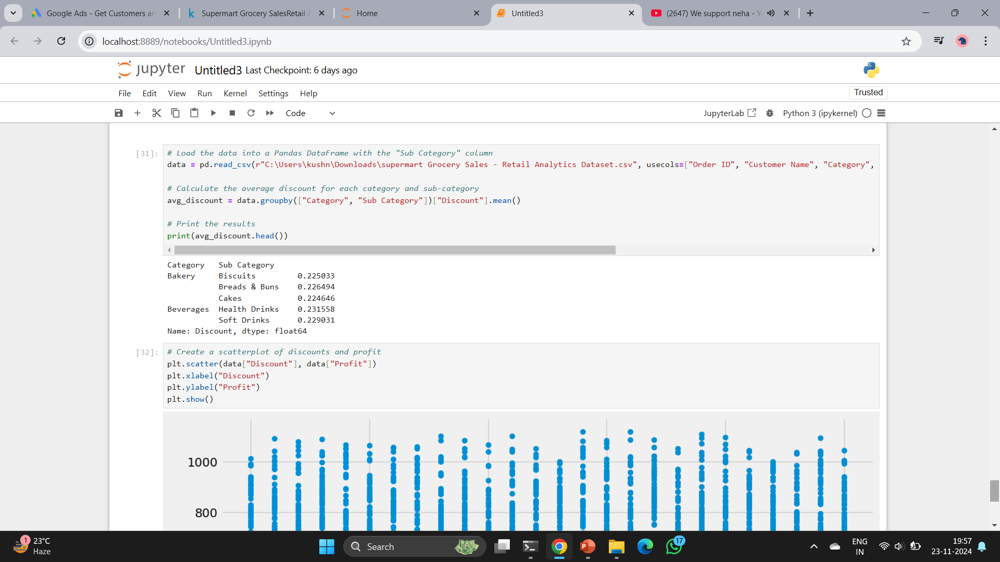 Google Ads - Get Customers an
Supermart Grocery SalesRetail A
Home
Untitled3
(2647) We support neha - Yo
localhost:8889/notebooks/Untitled3.ipynb
jupyter Untitled3 Last Checkpoint: 6 days ago
File Edit View Run Kernel Settings Help
Trusted
Code
JupyterLab
Python 3 (ipykernel)
[31]:
# Load the data into a Pandas DataFrame with the "Sub Category" column
data = pd.read_csv(r"C:\Users\kushn\Downloads\supermart Grocery Sales - Retail Analytics Dataset.csv", usecols=["Order ID", "Customer Name", "Category",
# Calculate the average discount for each category and sub-category
avg_discount = data.groupby(["Category", "Sub Category"])["Discount"].mean()
# Print the results
print(avg_discount.head())
Category Sub Category
Bakery Biscuits 0.225033
Breads & Buns 0.226494
Cakes 0.224646
Beverages Health Drinks 0.231558
Soft Drinks 0.229031
Name: Discount, dtype: float64
[32]:
# Create a scatterplot of discounts and profit
plt.scatter(data["Discount"], data["Profit"])
plt.xlabel("Discount")
plt.ylabel("Profit")
plt.show()
1000
800
1
23°C
Haze
Search
17
ENG
IN
19:57
23-11-2024